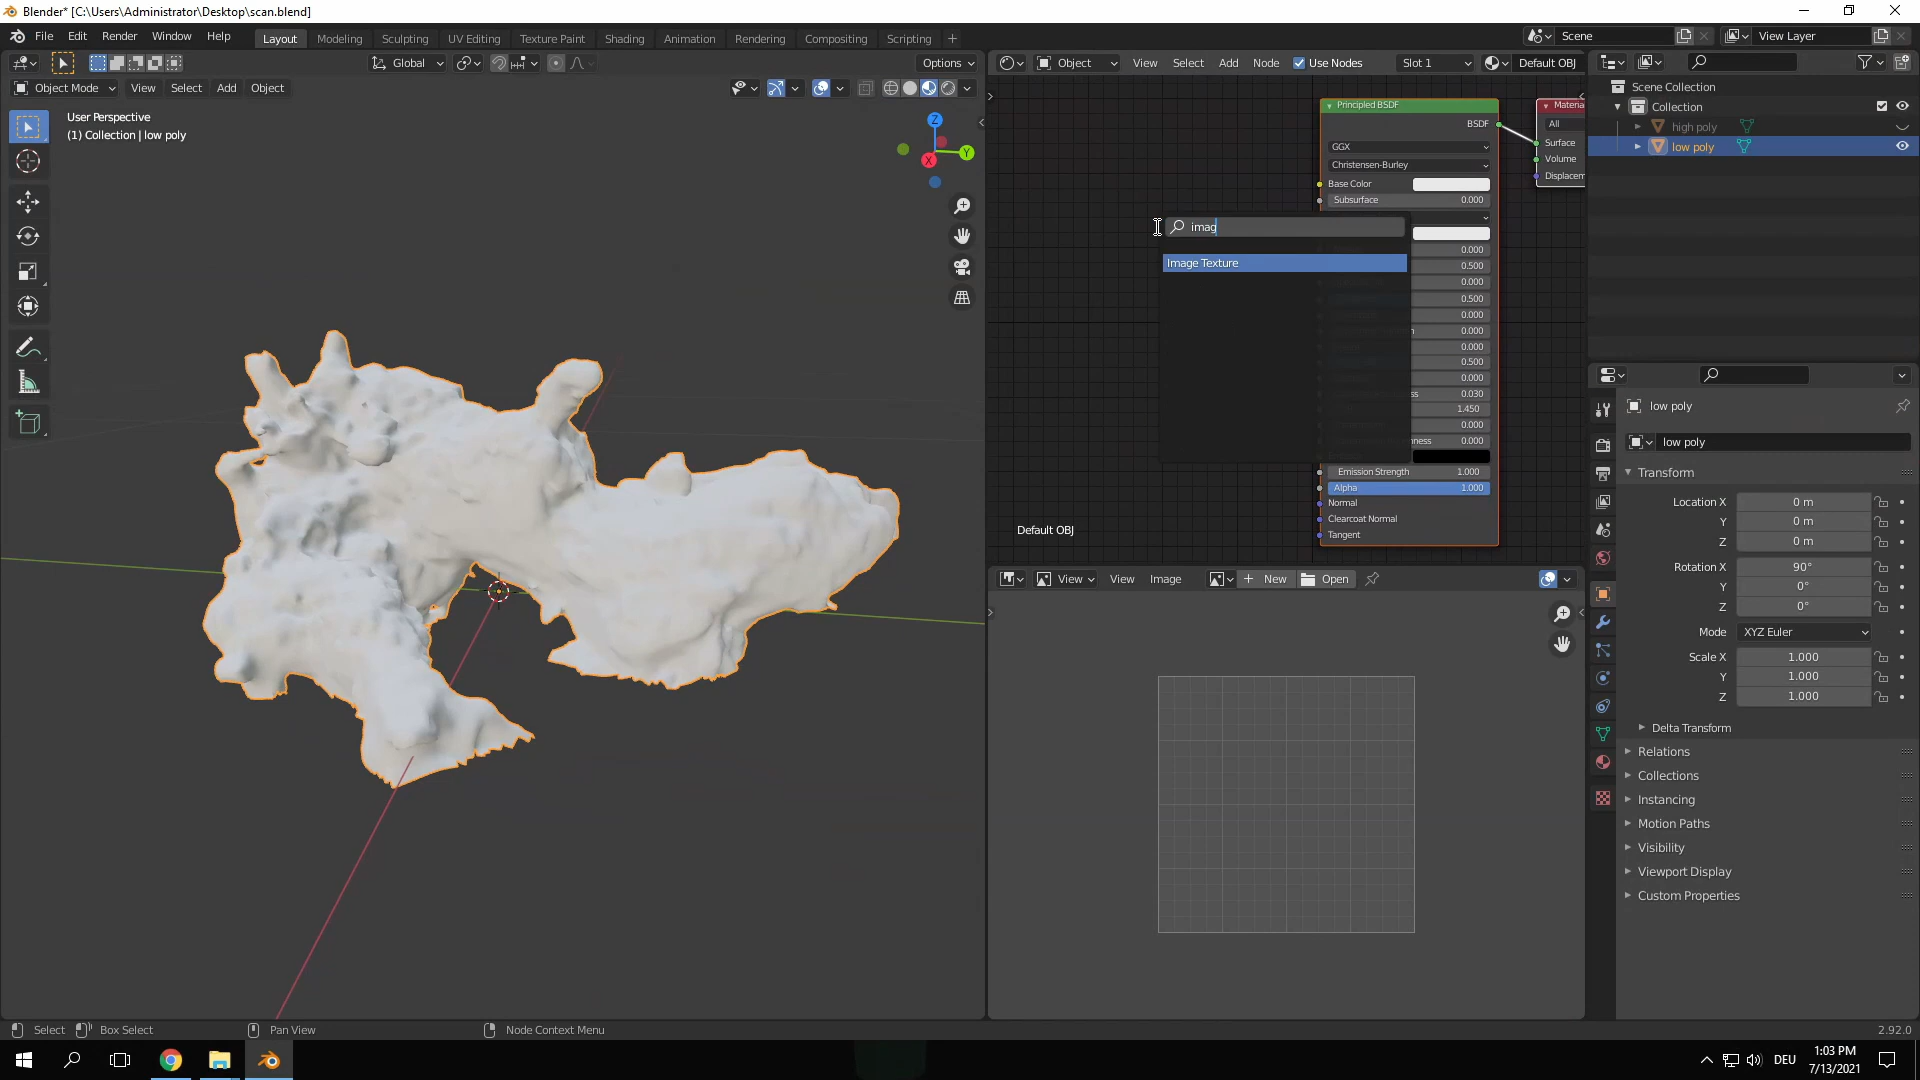 Blender* [C:\Users\Administrator\Desktop\scan.blend]
File Edit Render Window Help Layout Modeling Sculpting UV Editing Texture Paint Shading Animation Rendering Compositing Scripting Scene View Layer
Global Options Object View Select Add Node Use Nodes Slot 1 Default OBJ
Object Mode View Select Add Object
User Perspective
(1) Collection | low poly
Z
Y
X
Principled BSDF
BSDF
GGX
Christensen-Burley
Base Color
Subsurface 0.000
imag
Image Texture
0.000
0.500
0.000
0.500
0.000
0.000
0.000
0.500
0.000
0.030
1.450
0.000
0.000
Emission Strength 1.000
Alpha 1.000
Normal
Clearcoat Normal
Tangent
Default OBJ
Materia
All
Surface
Volume
Displacem
Scene Collection
Collection
high poly
low poly
View View Image New Open
low poly
low poly
Transform
Location X 0 m
Y 0 m
Z 0 m
Rotation X 90°
Y 0°
Z 0°
Mode XYZ Euler
Scale X 1.000
Y 1.000
Z 1.000
Delta Transform
Relations
Collections
Instancing
Motion Paths
Visibility
Viewport Display
Custom Properties
Select Box Select Pan View Node Context Menu 2.92.0
DEU
1:03 PM
7/13/2021